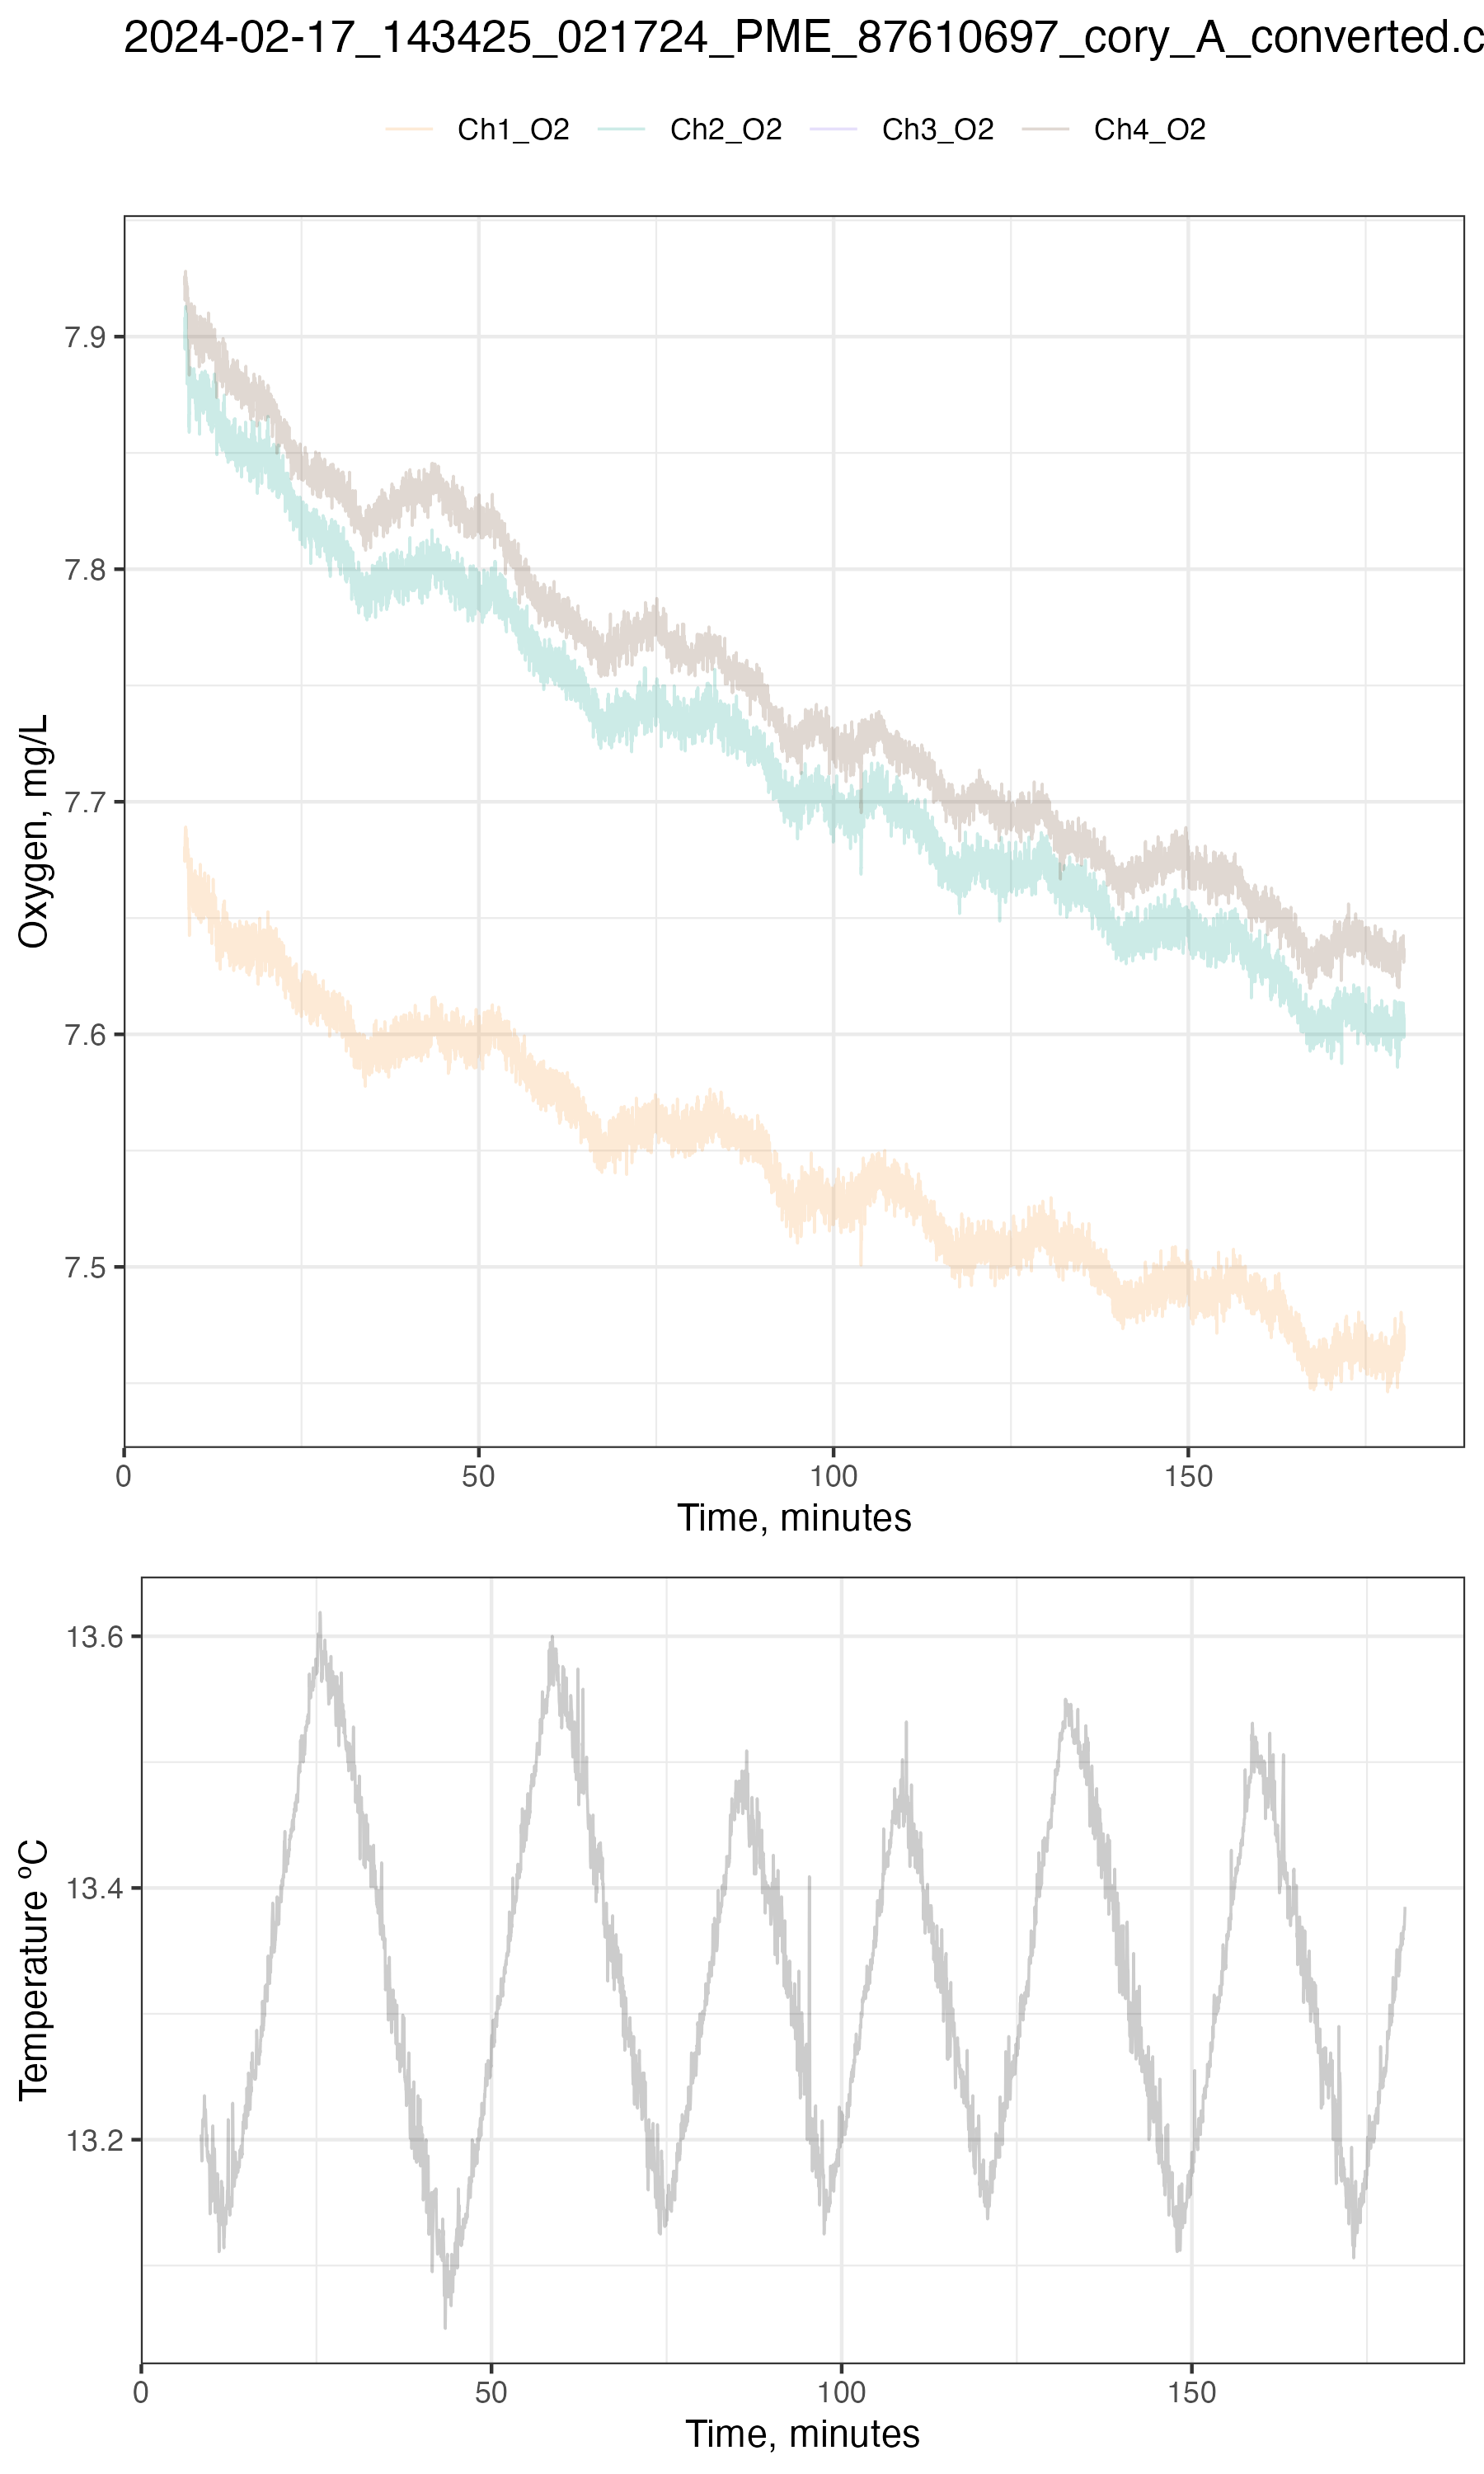 2024-02-17_143425_021724_PME_87610697_cory_A_converted.c
Ch1_O2 Ch2_O2 Ch3_O2 Ch4_O2
7.9
7.8
7.7
7.6
7.5
Oxygen, mg/L
0 50 100 150
Time, minutes
13.6
13.4
13.2
Temperature ºC
0 50 100 150
Time, minutes